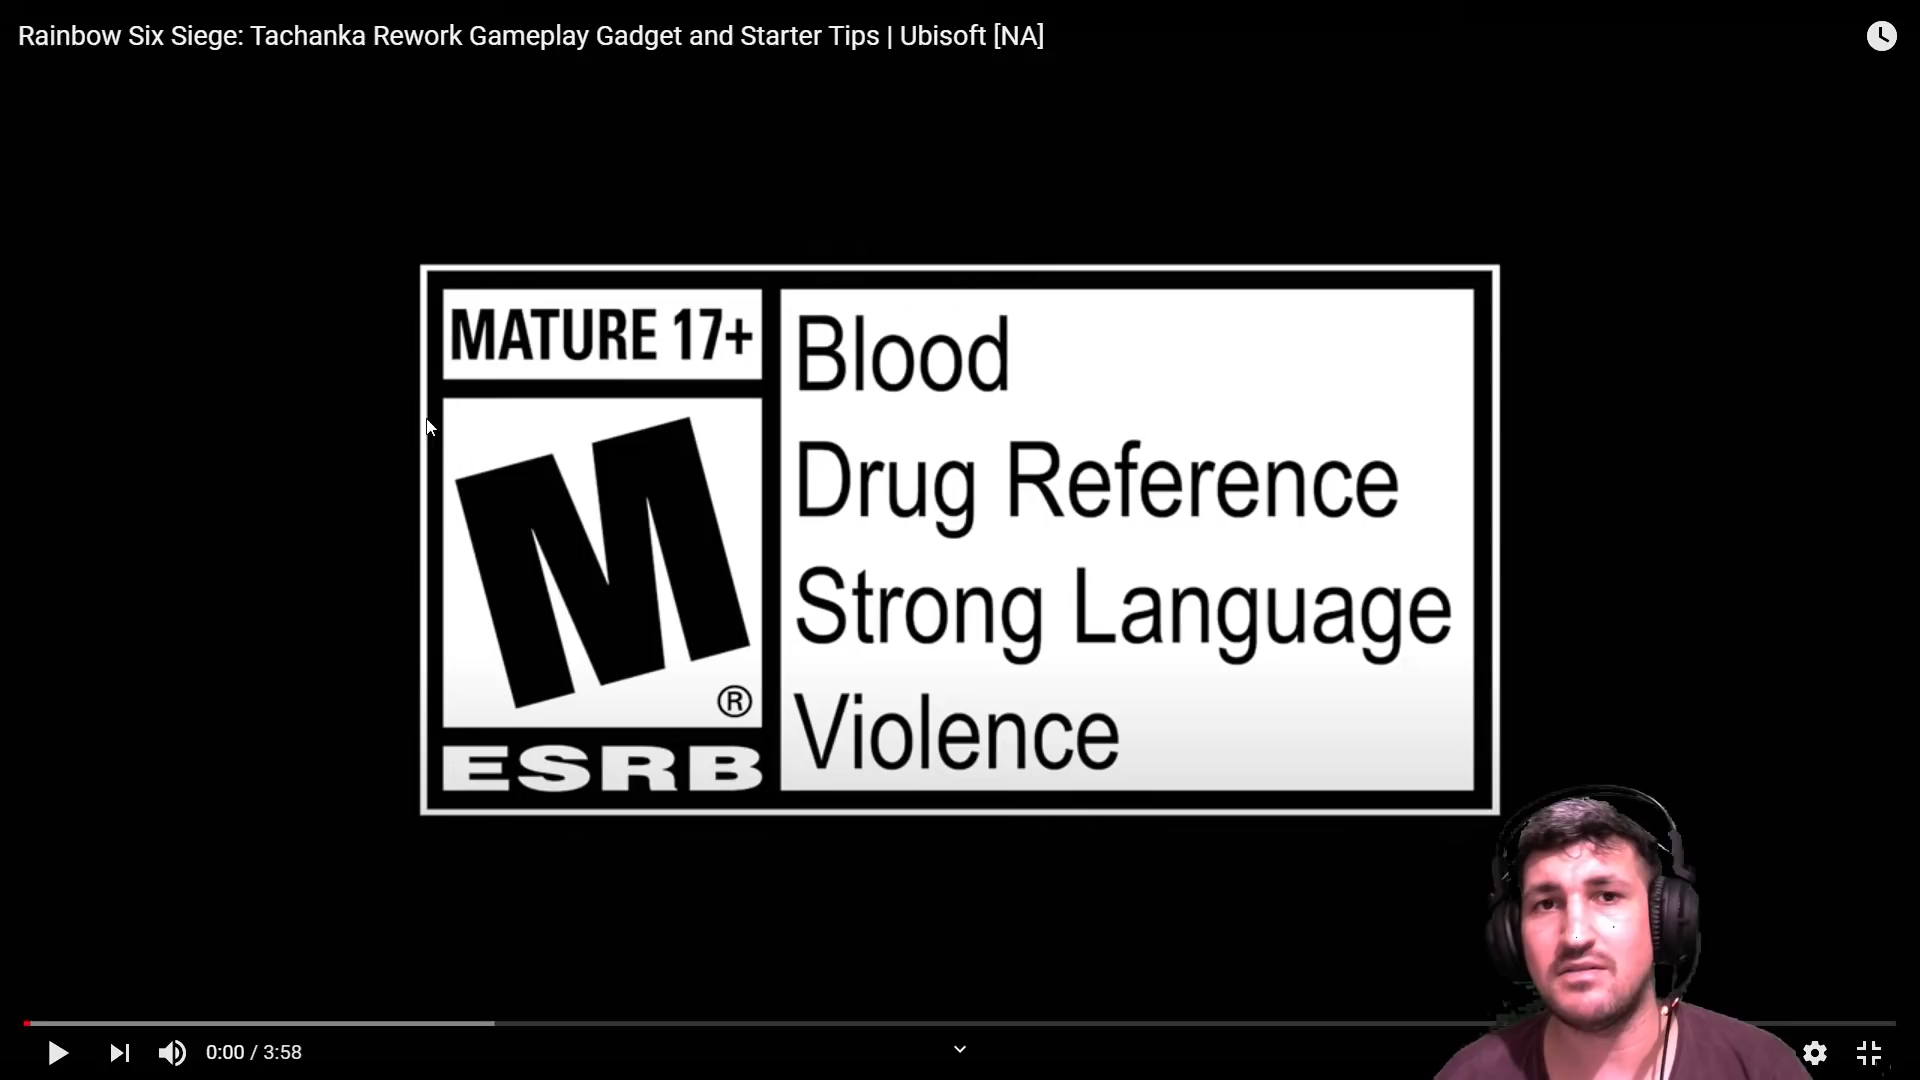 Rainbow Six Siege: Tachanka Rework Gameplay Gadget and Starter Tips | Ubisoft [NA]
MATURE 17+
M
®
ESRB
Blood
Drug Reference
Strong Language
Violence
0:00 / 3:58